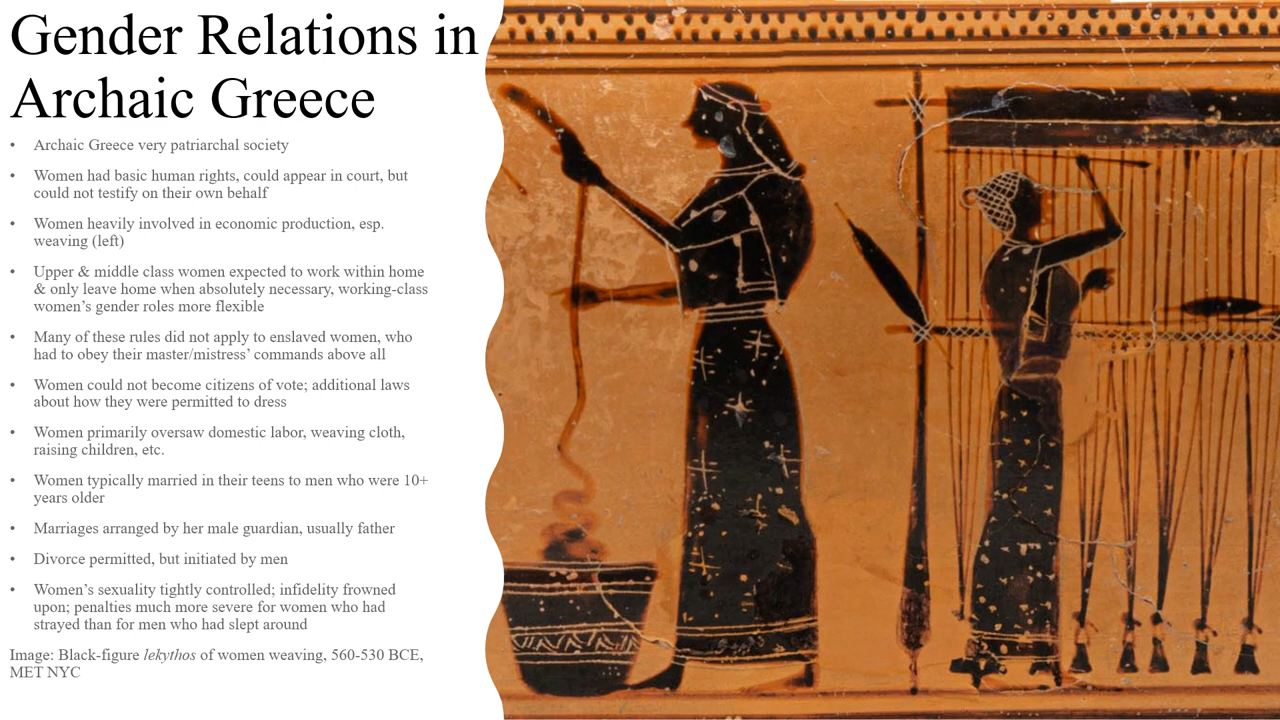 Gender Relations in
Archaic Greece
• Archaic Greece very patriarchal society
• Women had basic human rights, could appear in court, but
could not testify on their own behalf
• Women heavily involved in economic production, esp.
weaving (left)
• Upper & middle class women expected to work within home
& only leave home when absolutely necessary, working-class
women’s gender roles more flexible
• Many of these rules did not apply to enslaved women, who
had to obey their master/mistress’ commands above all
• Women could not become citizens of vote; additional laws
about how they were permitted to dress
• Women primarily oversaw domestic labor, weaving cloth,
raising children, etc.
• Women typically married in their teens to men who were 10+
years older
• Marriages arranged by her male guardian, usually father
• Divorce permitted, but initiated by men
• Women’s sexuality tightly controlled; infidelity frowned
upon; penalties much more severe for women who had
strayed than for men who had slept around
Image: Black-figure lekythos of women weaving, 560-530 BCE,
MET NYC